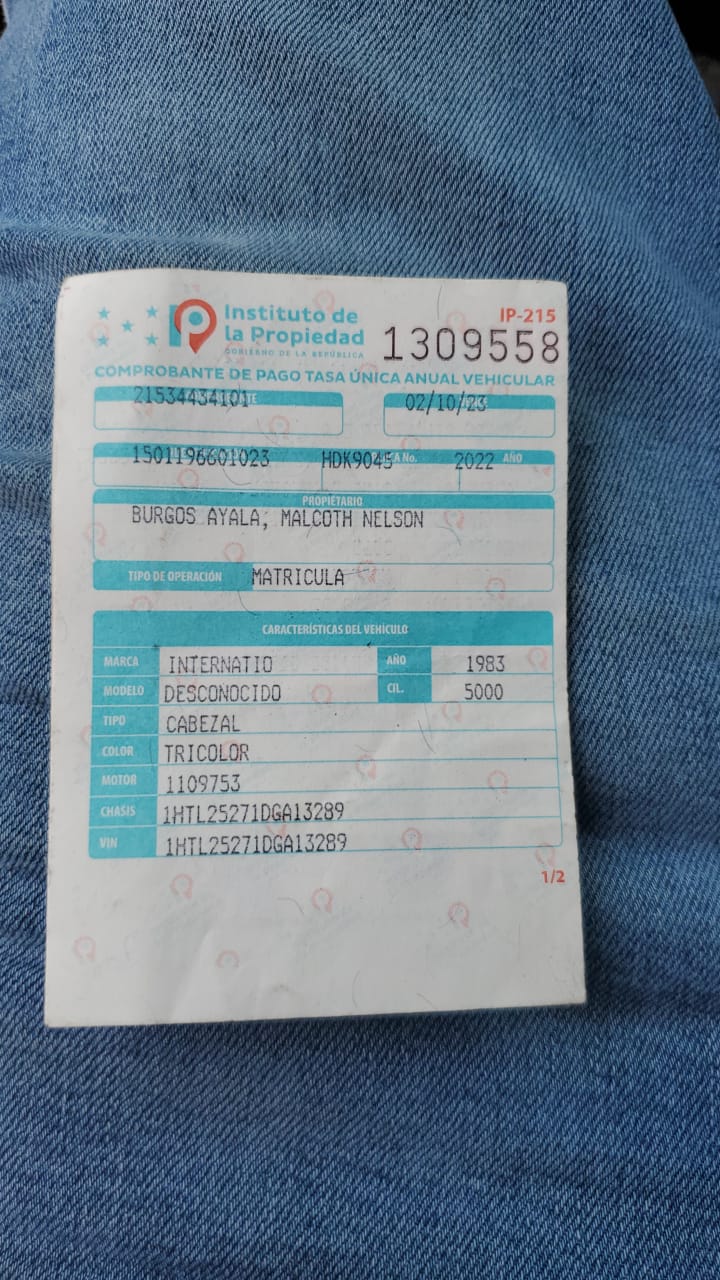 Instituto de
la Propiedad
GOBIERNO DE LA REPÚBLICA
IP-215
1309558
COMPROBANTE DE PAGO TASA ÚNICA ANUAL VEHICULAR
21534434101
02/10/23
1501196601023 HDK9045 No. 2022 AÑO
PROPIETARIO
BURGOS AYALA; MALCOTH NELSON
TIPO DE OPERACIÓN MATRICULA
CARACTERÍSTICAS DEL VEHÍCULO
MARCA INTERNATIO AÑO 1983
MODELO DESCONOCIDO CIL. 5000
TIPO CABEZAL
COLOR TRICOLOR
MOTOR 1109753
CHASIS 1HTL25271DGA13289
VIN 1HTL25271DGA13289
1/2